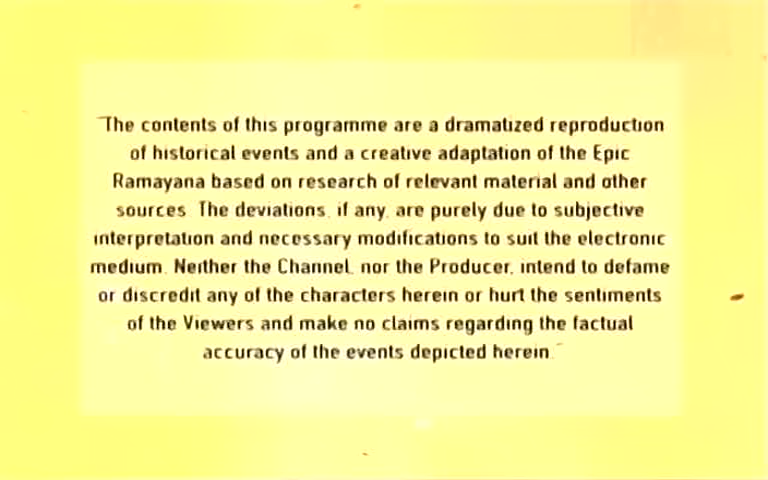 "The contents of this programme are a dramatized reproduction
of historical events and a creative adaptation of the Epic
Ramayana based on research of relevant material and other
sources. The deviations, if any, are purely due to subjective
interpretation and necessary modifications to suit the electronic
medium. Neither the Channel, nor the Producer, intend to defame
or discredit any of the characters herein or hurt the sentiments
of the Viewers and make no claims regarding the factual
accuracy of the events depicted herein."